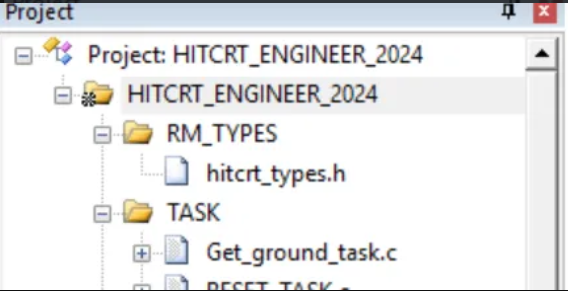 Project
Project: HITCRT_ENGINEER_2024
HITCRT_ENGINEER_2024
RM_TYPES
hitcrt_types.h
TASK
Get_ground_task.c
RESET_TASK.c